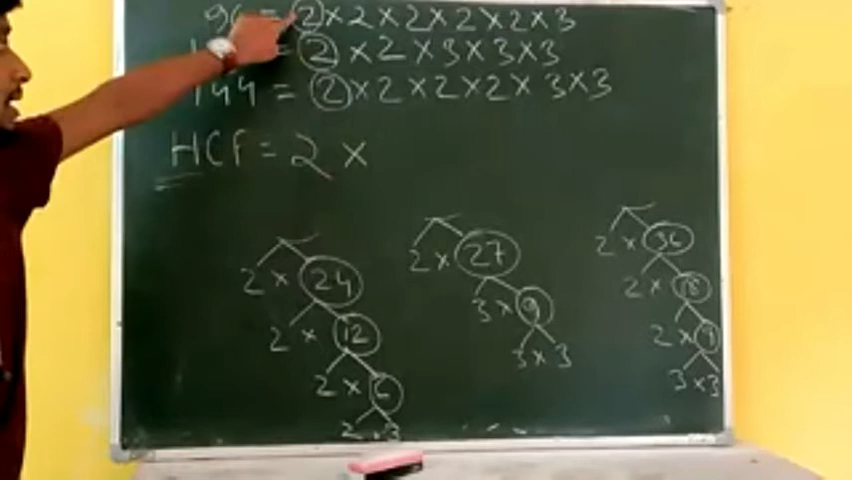 96 = 2 × 2 × 2 × 2 × 2 × 3
= 2 × 2 × 3 × 3 × 3
144 = 2 × 2 × 2 × 2 × 3 × 3
HCF = 2 ×
2 × 24
2 × 12
2 × 6
2 × 3
2 × 27
3 × 9
3 × 3
2 × 36
2 × 18
2 × 9
3 × 3